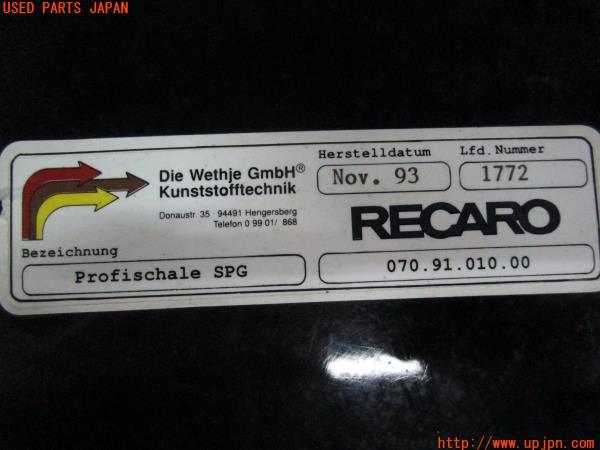 USED PARTS JAPAN
Die Wethje GmbH®
Kunststofftechnik
Donaustr. 35 · 94491 Hengersberg
Telefon 0 99 01/ 868
Herstelldatum
Nov. 93
Lfd. Nummer
1772
RECARO
Bezeichnung
Profischale SPG
070.91.010.00
http://www.upjpn.com/